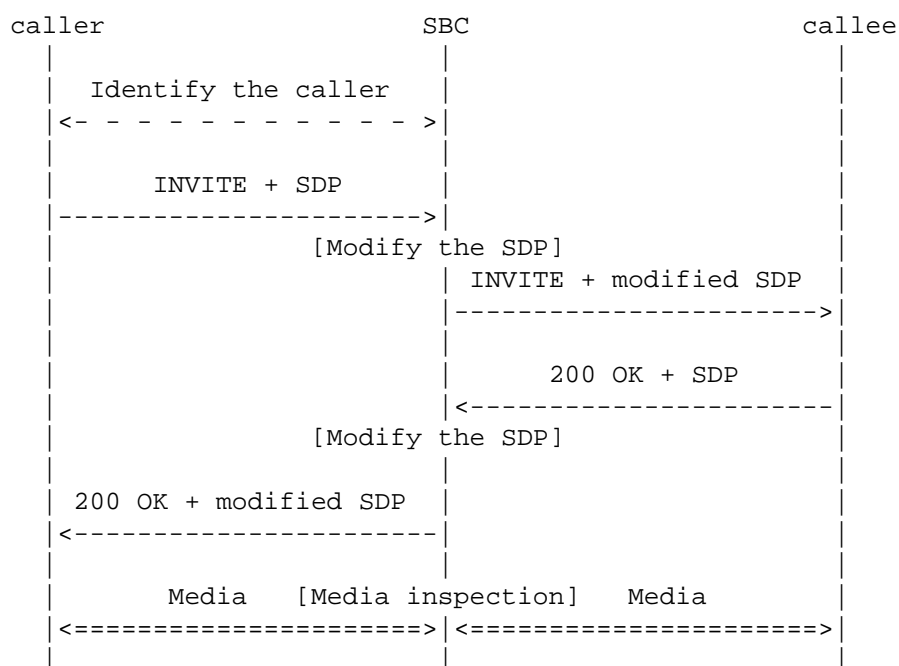 caller SBC callee
Identify the caller
<- - - - - - - - - - - >
INVITE + SDP
----------------------->
[Modify the SDP]
INVITE + modified SDP
----------------------->
200 OK + SDP
<-----------------------
[Modify the SDP]
200 OK + modified SDP
<-----------------------
Media [Media inspection] Media
<======================>|<======================>